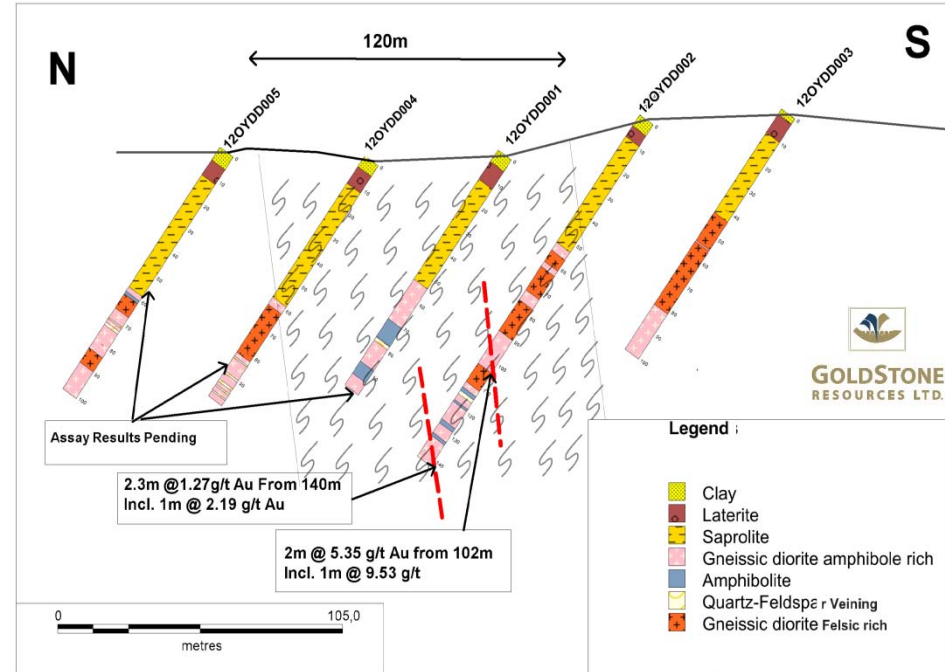 120m
N
S
12OYDD005
12OYDD004
12OYDD001
12OYDD002
12OYDD003
GOLDSTONE
RESOURCES LTD.
Assay Results Pending
2.3m @1.27g/t Au From 140m
Incl. 1m @ 2.19 g/t Au
2m @ 5.35 g/t Au from 102m
Incl. 1m @ 9.53 g/t
Legend :
Clay
Laterite
Saprolite
Gneissic diorite amphibole rich
Amphibolite
Quartz-Feldspar Veining
Gneissic diorite Felsic rich
0 105,0
metres